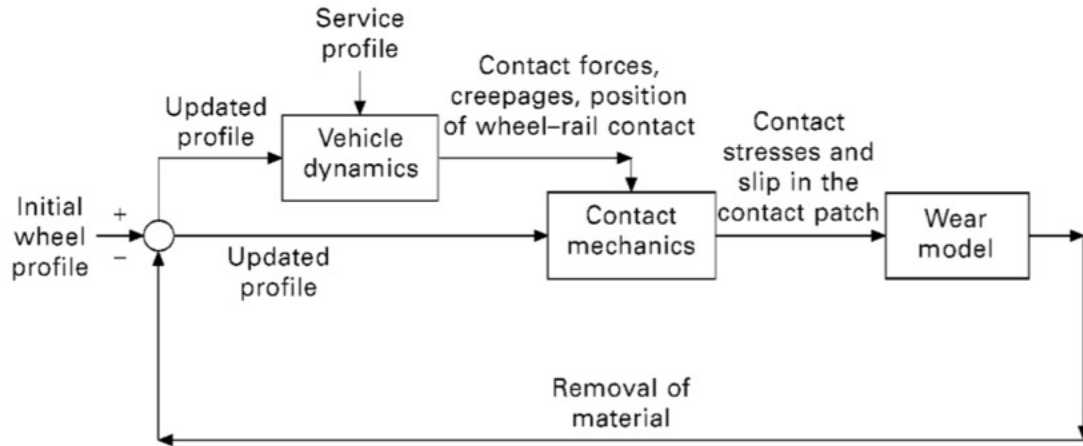 Service
profile
Contact forces,
creepages, position
of wheel–rail contact
Updated
profile
Vehicle
dynamics
Contact
stresses and
slip in the
contact patch
Initial
wheel
profile
+
−
Updated
profile
Contact
mechanics
Wear
model
Removal of
material